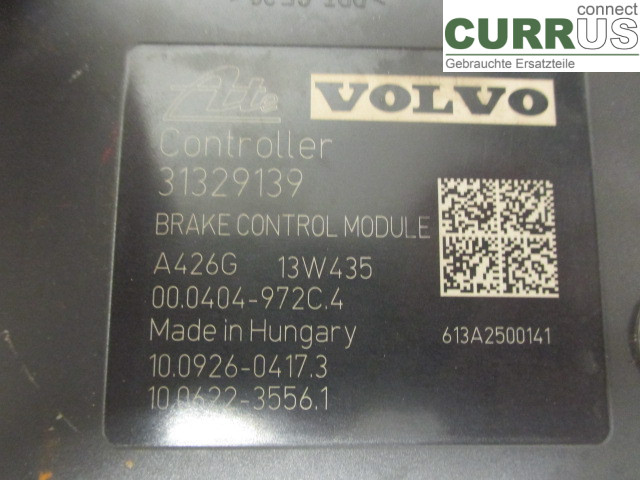 connect
CURRUS
Gebrauchte Ersatzteile
Ate VOLVO
Controller
31329139
BRAKE CONTROL MODULE
A426G 13W435
00.0404-972C.4
Made in Hungary 613A2500141
10.0926-0417.3
10.0622-3556.1